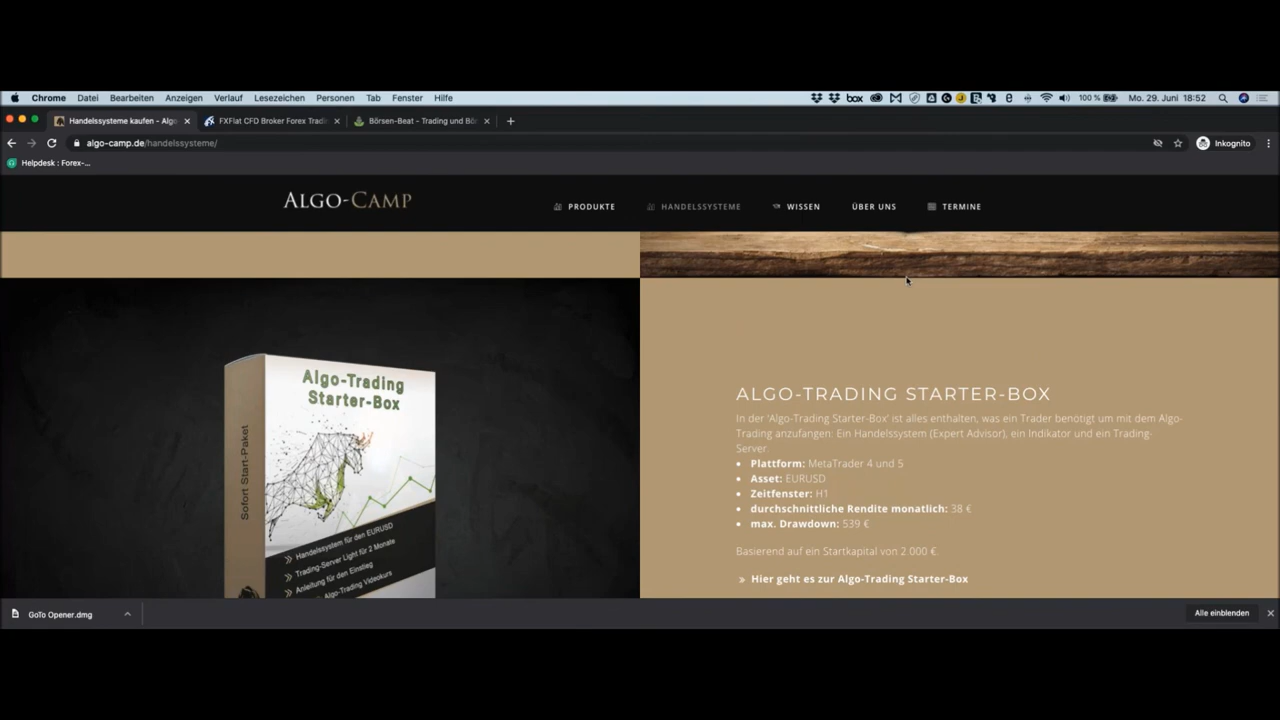 Chrome Datei Bearbeiten Anzeigen Verlauf Lesezeichen Personen Tab Fenster Hilfe
box 100 % Mo. 29. Juni 18:52
Handelssysteme kaufen - Algo
FXFlat CFD Broker Forex Tradi
Börsen-Beat - Trading und Bö
algo-camp.de/handelssysteme/
Inkognito
Helpdesk : Forex-...
ALGO-CAMP
PRODUKTE HANDELSSYSTEME WISSEN ÜBER UNS TERMINE
Algo-Trading
Starter-Box
Sofort Start-Paket
Handelssystem für den EURUSD
Trading-Server Light für 2 Monate
Anleitung für den Einstieg
Algo-Trading Videokurs
ALGO-TRADING STARTER-BOX
In der 'Algo-Trading Starter-Box' ist alles enthalten, was ein Trader benötigt um mit dem Algo-
Trading anzufangen: Ein Handelssystem (Expert Advisor), ein Indikator und ein Trading-
Server
Plattform: MetaTrader 4 und 5
Asset: EURUSD
Zeitfenster: H1
durchschnittliche Rendite monatlich: 38 €
max. Drawdown: 539 €
Basierend auf ein Startkapital von 2.000 €.
Hier geht es zur Algo-Trading Starter-Box
GoTo Opener.dmg
Alle einblenden